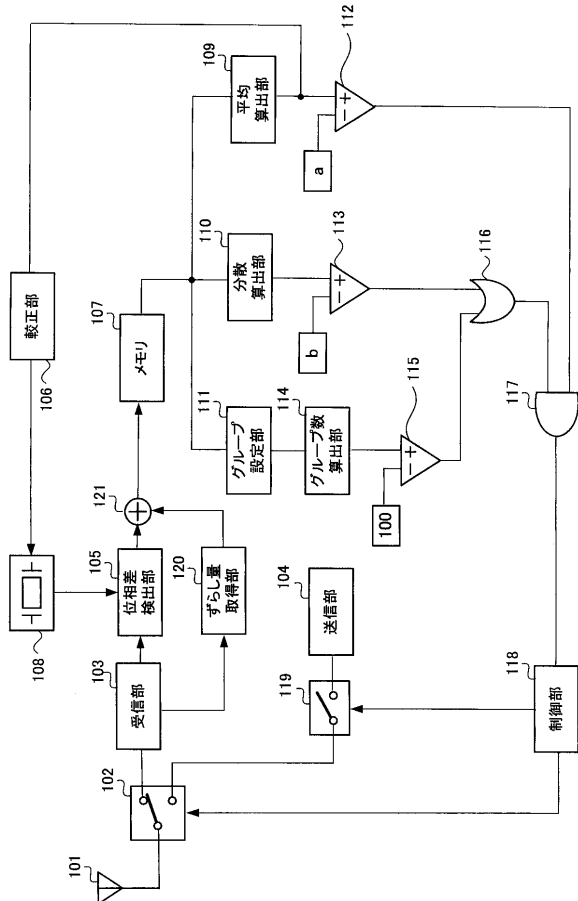 101
102
103
受信部
104
送信部
105
位相差
検出部
106
較正部
107
メモリ
108
109
平均
算出部
110
分散
算出部
111
グループ
設定部
112
－
＋
a
113
－
＋
b
114
グループ数
算出部
115
－
＋
100
116
117
118
制御部
119
120
ずらし量
取得部
121